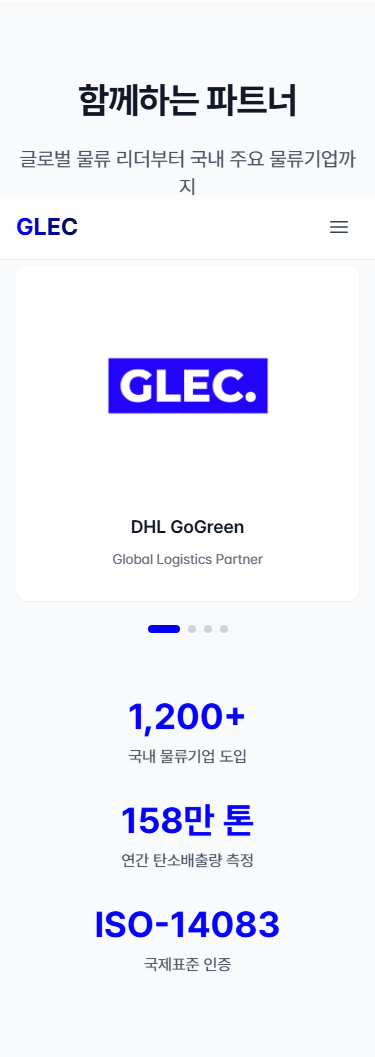 함께하는 파트너
글로벌 물류 리더부터 국내 주요 물류기업까
지
GLEC
GLEC.
DHL GoGreen
Global Logistics Partner
1,200+
국내 물류기업 도입
158만 톤
연간 탄소배출량 측정
ISO-14083
국제표준 인증